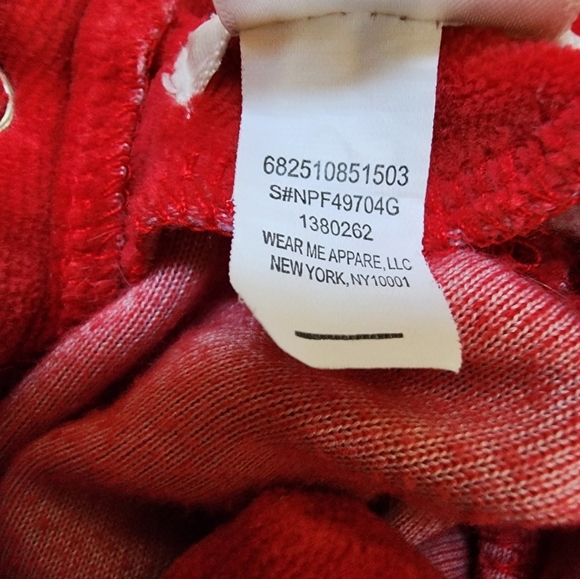 682510851503
S#NPF49704G
1380262
WEAR ME APPARE, LLC
NEW YORK, NY10001